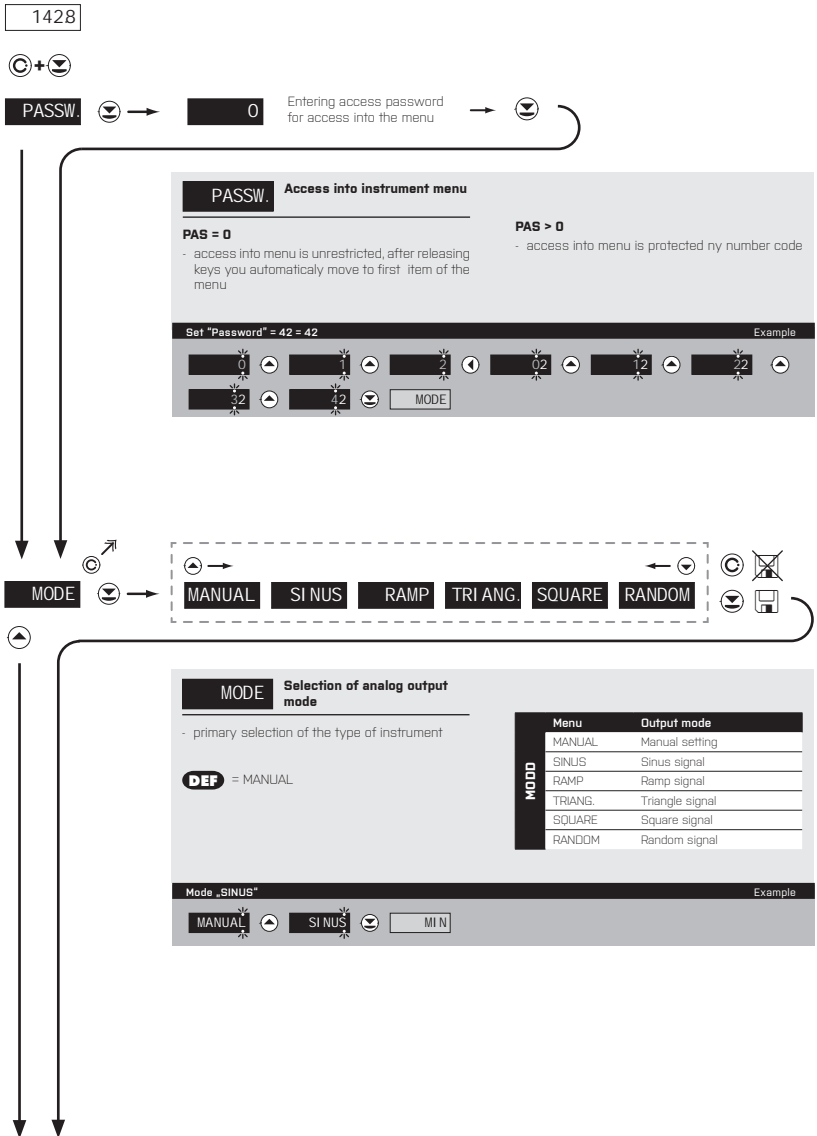 1428
C + 
PASSW.
0
Entering access password
for access into the menu
PASSW.
Access into instrument menu
PAS = 0
- access into menu is unrestricted, after releasing
keys you automaticaly move to first item of the
menu
PAS > 0
- access into menu is protected ny number code
Set "Password" = 42 = 42
Example
0 1 2 02 12 22
32 42 MODE
C
MODE
MANUAL SINUS RAMP TRIANG. SQUARE RANDOM
C
MODE
Selection of analog output
mode
- primary selection of the type of instrument
DEF = MANUAL
MODD
Menu Output mode
MANUAL Manual setting
SINUS Sinus signal
RAMP Ramp signal
TRIANG. Triangle signal
SQUARE Square signal
RANDOM Random signal
Mode „SINUS"
Example
MANUAL SINUS MIN